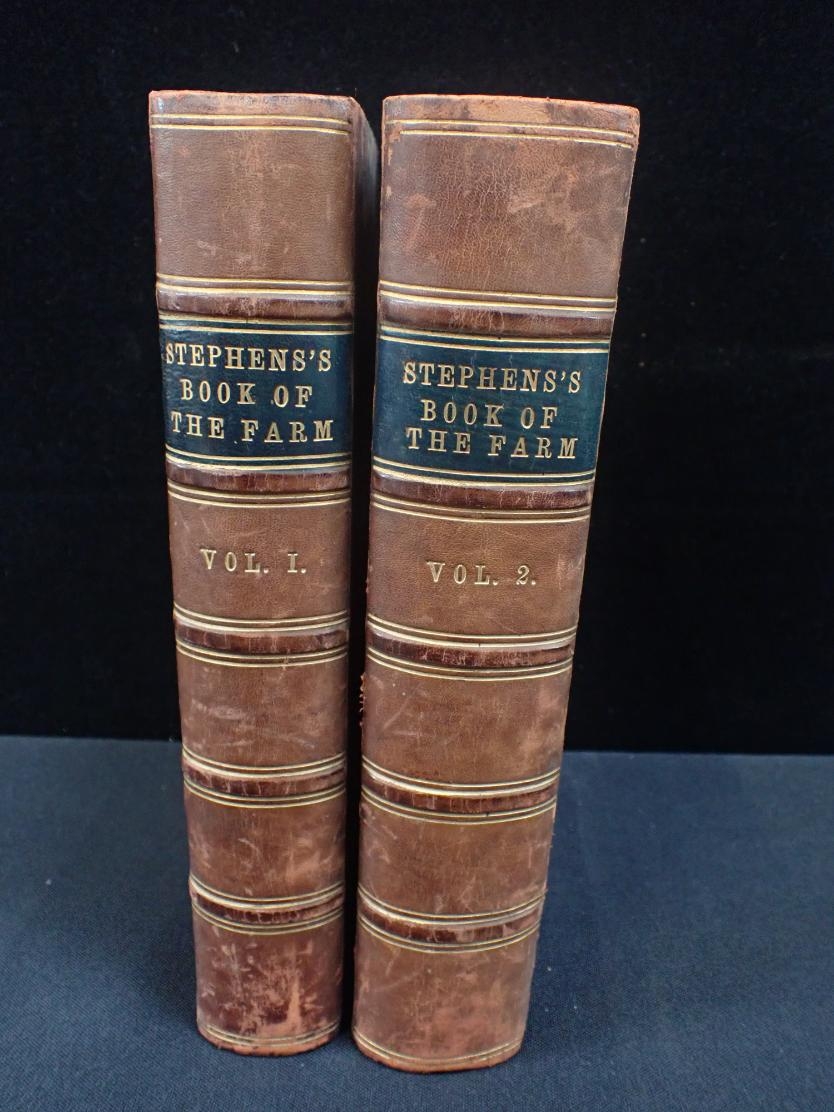 STEPHENS'S
BOOK OF
THE FARM
VOL. I.
STEPHENS'S
BOOK OF
THE FARM
VOL. 2.